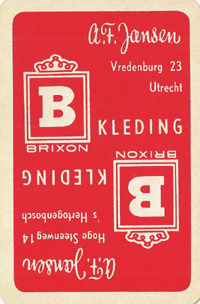 A.F. Jansen
Vredenburg 23
Utrecht
B
BRIXON
KLEDING
A.F. Jansen
Hoge Steenweg 14
's Hertogenbosch
KLEDING
B
BRIXON